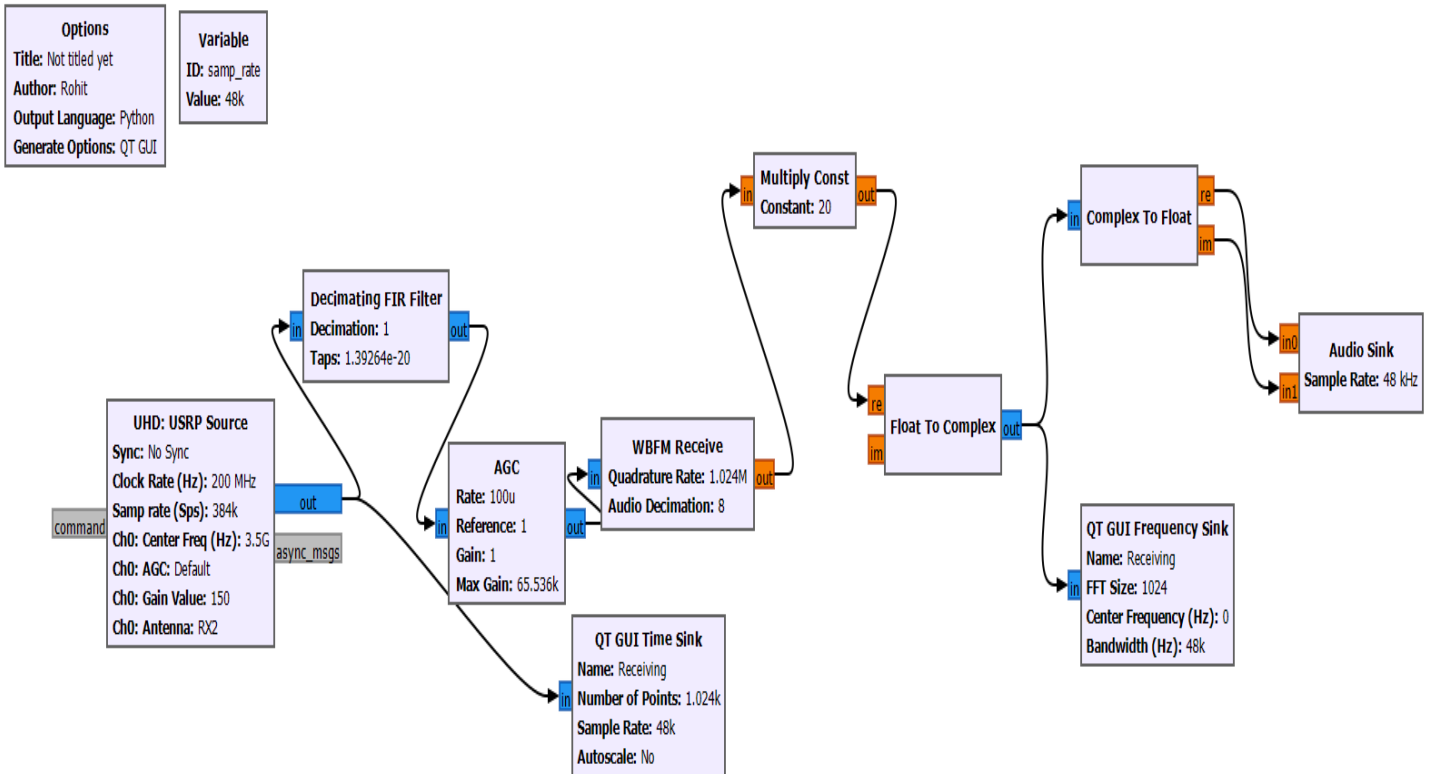 Options
Title: Not titled yet
Author: Rohit
Output Language: Python
Generate Options: QT GUI
Variable
ID: samp_rate
Value: 48k
command
UHD: USRP Source
Sync: No Sync
Clock Rate (Hz): 200 MHz
Samp rate (Sps): 384k
Ch0: Center Freq (Hz): 3.5G
Ch0: AGC: Default
Ch0: Gain Value: 150
Ch0: Antenna: RX2
out
async_msgs
in
Decimating FIR Filter
Decimation: 1
Taps: 1.39264e-20
out
in
AGC
Rate: 100u
Reference: 1
Gain: 1
Max Gain: 65.536k
out
in
QT GUI Time Sink
Name: Receiving
Number of Points: 1.024k
Sample Rate: 48k
Autoscale: No
in
WBFM Receive
Quadrature Rate: 1.024M
Audio Decimation: 8
out
in
Multiply Const
Constant: 20
out
re
im
Float To Complex
out
in
Complex To Float
re
im
in
QT GUI Frequency Sink
Name: Receiving
FFT Size: 1024
Center Frequency (Hz): 0
Bandwidth (Hz): 48k
in0
in1
Audio Sink
Sample Rate: 48 kHz